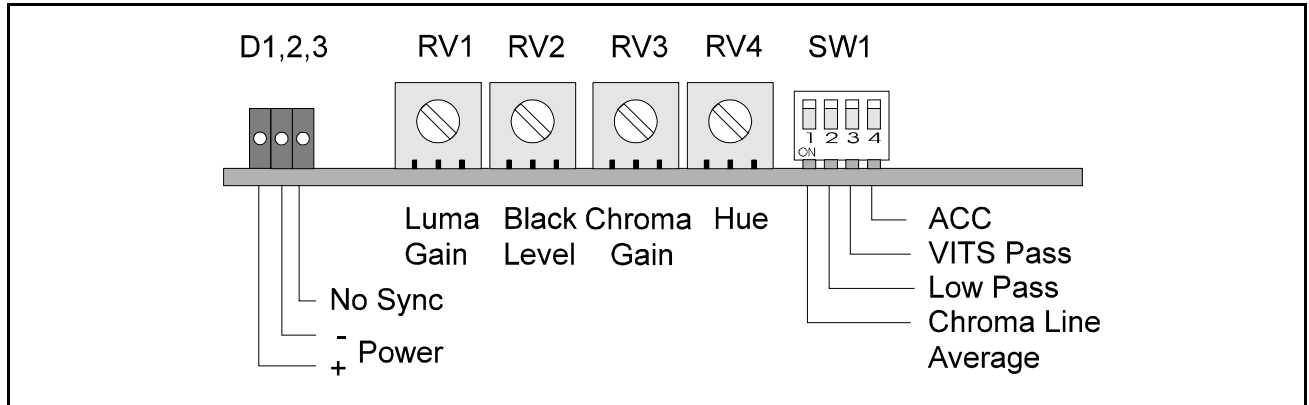 D1,2,3 RV1 RV2 RV3 RV4 SW1
1 2 3 4
ON
Luma Gain
Black Level
Chroma Gain
Hue
No Sync
- 
+ Power
ACC
VITS Pass
Low Pass
Chroma Line
Average